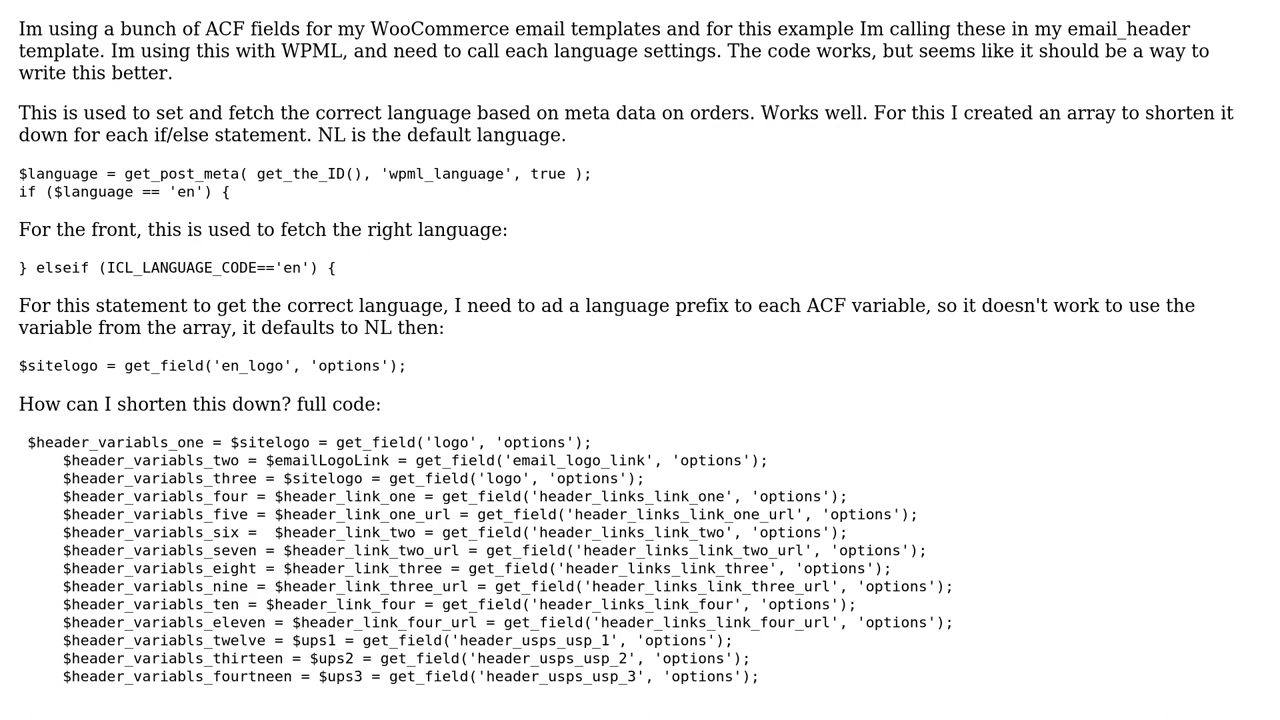 Im using a bunch of ACF fields for my WooCommerce email templates and for this example Im calling these in my email_header
template. Im using this with WPML, and need to call each language settings. The code works, but seems like it should be a way to
write this better.
This is used to set and fetch the correct language based on meta data on orders. Works well. For this I created an array to shorten it
down for each if/else statement. NL is the default language.
$language = get_post_meta( get_the_ID(), 'wpml_language', true );
if ($language == 'en') {
For the front, this is used to fetch the right language:
} elseif (ICL_LANGUAGE_CODE=='en') {
For this statement to get the correct language, I need to ad a language prefix to each ACF variable, so it doesn't work to use the
variable from the array, it defaults to NL then:
$sitelogo = get_field('en_logo', 'options');
How can I shorten this down? full code:
$header_variabls_one = $sitelogo = get_field('logo', 'options');
$header_variabls_two = $emailLogoLink = get_field('email_logo_link', 'options');
$header_variabls_three = $sitelogo = get_field('logo', 'options');
$header_variabls_four = $header_link_one = get_field('header_links_link_one', 'options');
$header_variabls_five = $header_link_one_url = get_field('header_links_link_one_url', 'options');
$header_variabls_six =  $header_link_two = get_field('header_links_link_two', 'options');
$header_variabls_seven = $header_link_two_url = get_field('header_links_link_two_url', 'options');
$header_variabls_eight = $header_link_three = get_field('header_links_link_three', 'options');
$header_variabls_nine = $header_link_three_url = get_field('header_links_link_three_url', 'options');
$header_variabls_ten = $header_link_four = get_field('header_links_link_four', 'options');
$header_variabls_eleven = $header_link_four_url = get_field('header_links_link_four_url', 'options');
$header_variabls_twelve = $ups1 = get_field('header_usps_usp_1', 'options');
$header_variabls_thirteen = $ups2 = get_field('header_usps_usp_2', 'options');
$header_variabls_fourtneen = $ups3 = get_field('header_usps_usp_3', 'options');